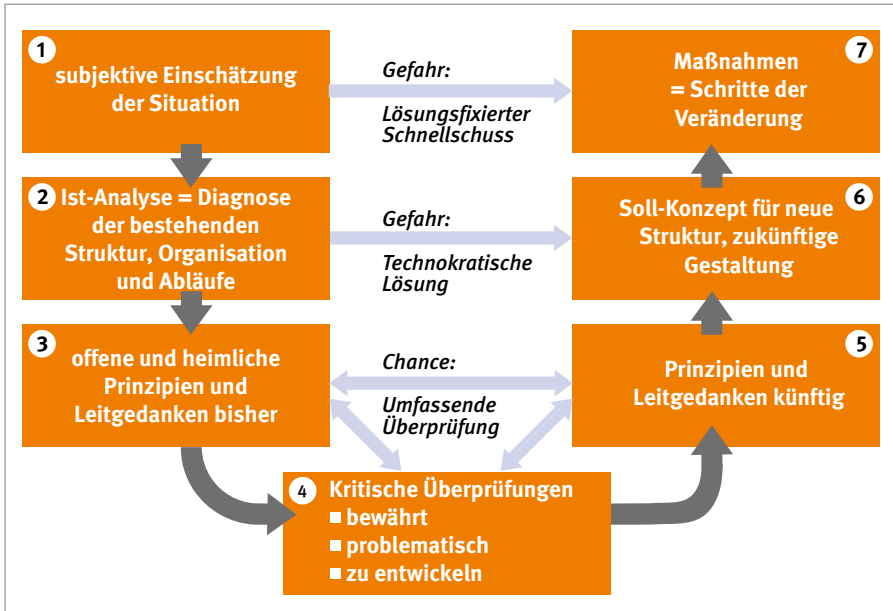 1
subjektive Einschätzung
der Situation
Gefahr:
Lösungsfixierter
Schnellschuss
7
Maßnahmen
= Schritte der
Veränderung
2
Ist-Analyse = Diagnose
der bestehenden
Struktur, Organisation
und Abläufe
Gefahr:
Technokratische
Lösung
6
Soll-Konzept für neue
Struktur, zukünftige
Gestaltung
3
offene und heimliche
Prinzipien und
Leitgedanken bisher
Chance:
Umfassende
Überprüfung
5
Prinzipien und
Leitgedanken künftig
4
Kritische Überprüfungen
bewährt
problematisch
zu entwickeln